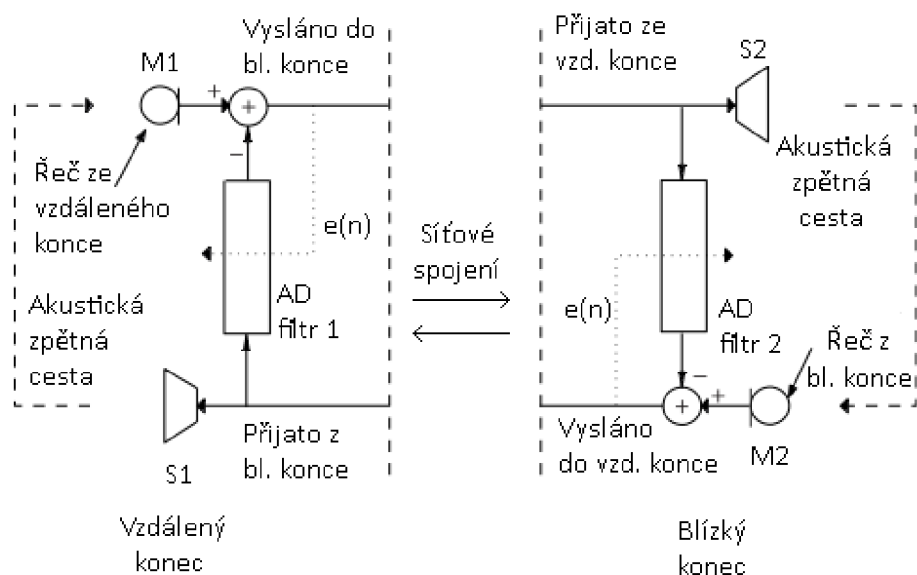 Vysláno do
bl. konce
M1
+
+
−
Řeč ze
vzdáleného
konce
e(n)
Akustická
zpětná
cesta
AD
filtr 1
S1
Přijato z
bl. konce
Vzdálený
konec
Síťové
spojení
Přijato ze
vzd. konce
S2
Akustická
zpětná
cesta
e(n)
AD
filtr 2
Řeč z
bl. konce
−
+
+
M2
Vysláno
do vzd. konce
Blízký
konec